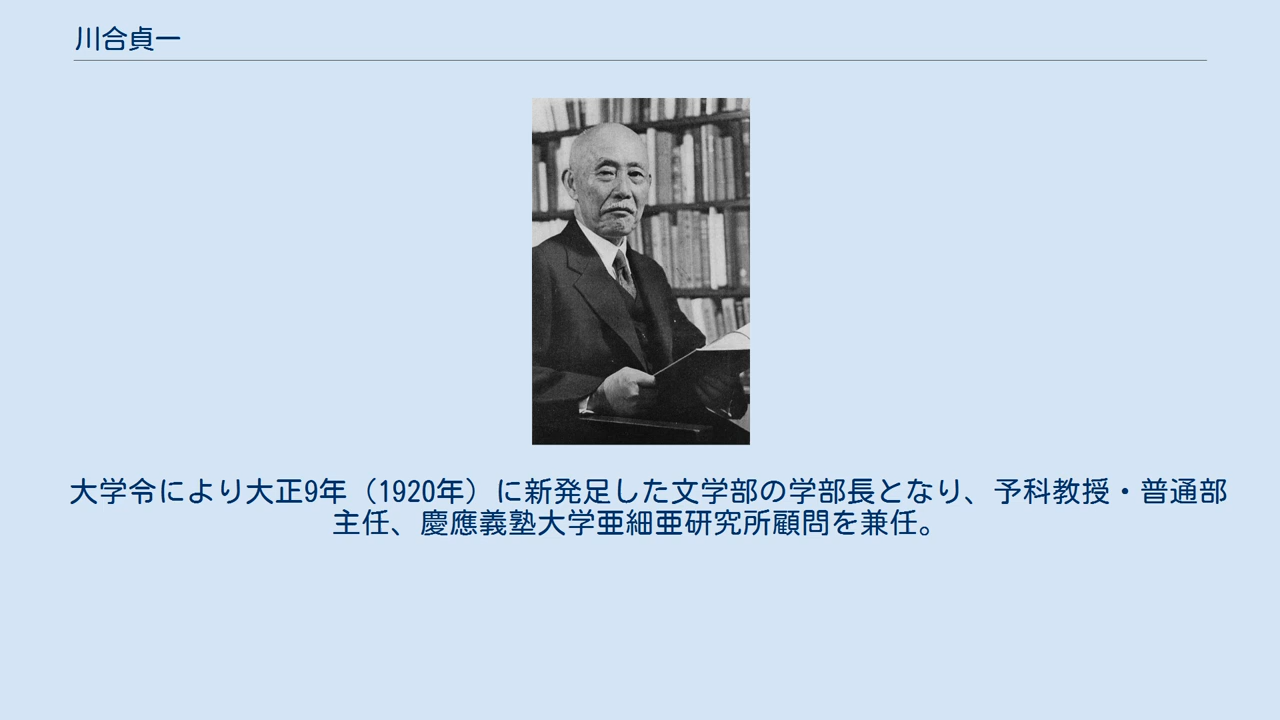 川合貞一
大学令により大正9年（1920年）に新発足した文学部の学部長となり、予科教授・普通部
主任、慶應義塾大学亜細亜研究所顧問を兼任。